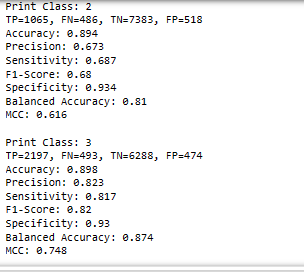 Print Class: 2
TP=1065, FN=486, TN=7383, FP=518
Accuracy: 0.894
Precision: 0.673
Sensitivity: 0.687
F1-Score: 0.68
Specificity: 0.934
Balanced Accuracy: 0.81
MCC: 0.616

Print Class: 3
TP=2197, FN=493, TN=6288, FP=474
Accuracy: 0.898
Precision: 0.823
Sensitivity: 0.817
F1-Score: 0.82
Specificity: 0.93
Balanced Accuracy: 0.874
MCC: 0.748